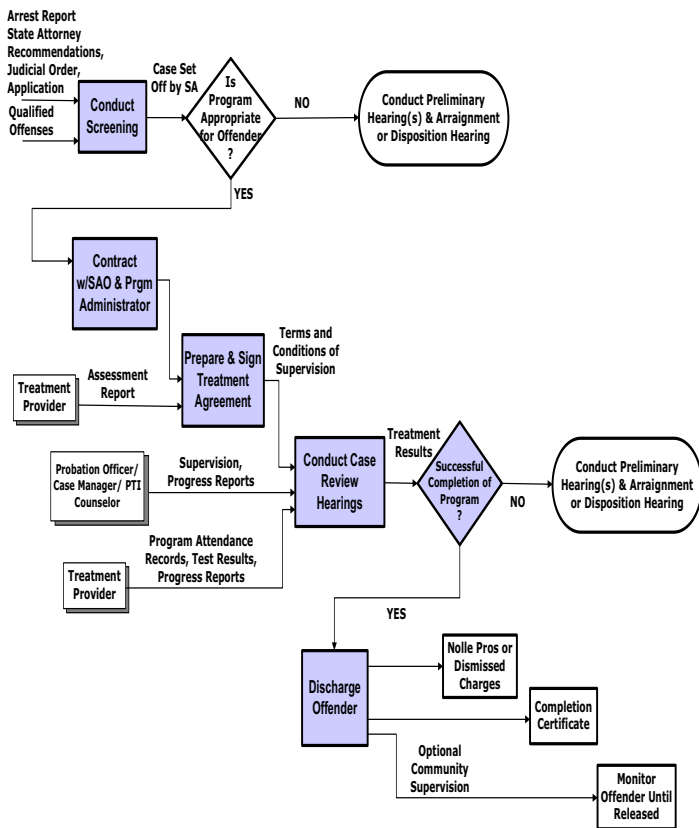 Arrest Report
State Attorney
Recommendations,
Judicial Order,
Application
Qualified
Offenses
Conduct
Screening
Case Set
Off by SA
Is
Program
Appropriate
for Offender
?
NO
Conduct Preliminary
Hearing(s) & Arraignment
or Disposition Hearing
YES
Contract
w/SAO & Prgm
Administrator
Prepare & Sign
Treatment
Agreement
Terms and
Conditions of
Supervision
Treatment
Provider
Assessment
Report
Probation Officer/
Case Manager/ PTI
Counselor
Supervision,
Progress Reports
Conduct Case
Review
Hearings
Treatment
Results
Successful
Completion of
Program
?
NO
Conduct Preliminary
Hearing(s) & Arraignment
or Disposition Hearing
Treatment
Provider
Program Attendance
Records, Test Results,
Progress Reports
YES
Discharge
Offender
Nolle Pros or
Dismissed
Charges
Completion
Certificate
Optional
Community
Supervision
Monitor
Offender Until
Released